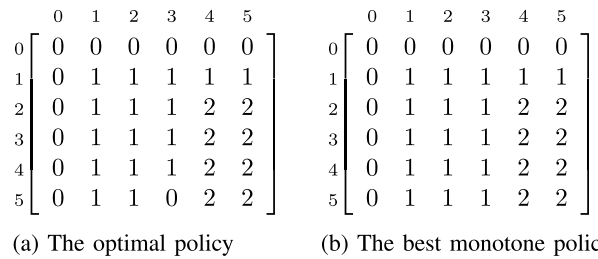 0 1 2 3 4 5 0 1 2 3 4 5
0 0 0 0 0 0 0 0 0 0 0 0 0 0
1 0 1 1 1 1 1 1 0 1 1 1 1 1
2 0 1 1 1 2 2 2 0 1 1 1 2 2
3 0 1 1 1 2 2 3 0 1 1 1 2 2
4 0 1 1 1 2 2 4 0 1 1 1 2 2
5 0 1 1 0 2 2 5 0 1 1 1 2 2
(a) The optimal policy (b) The best monotone polic